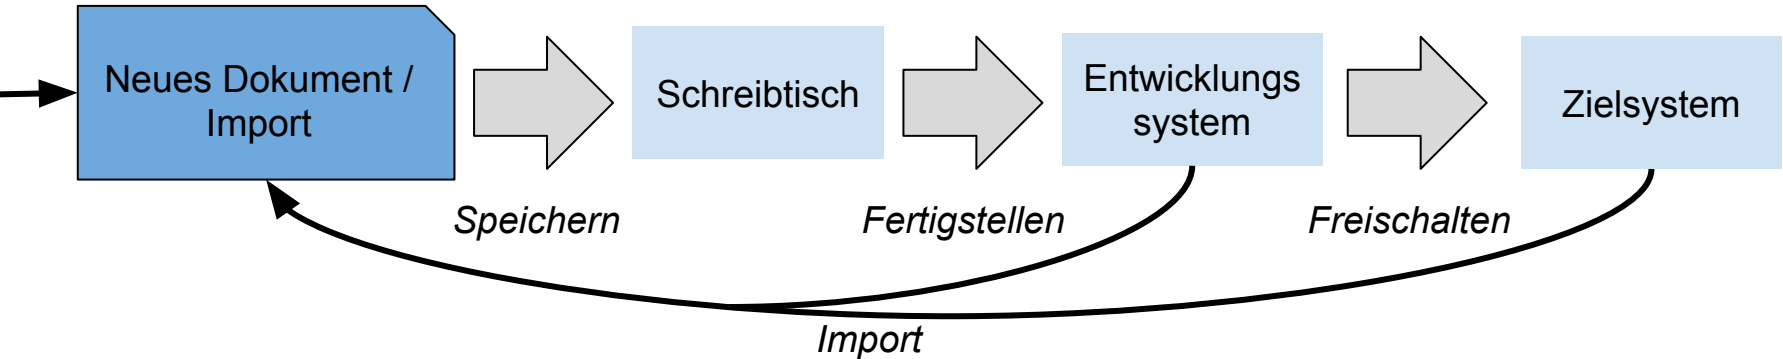 Neues Dokument /
Import
Schreibtisch
Entwicklungs
system
Zielsystem
Speichern
Fertigstellen
Freischalten
Import